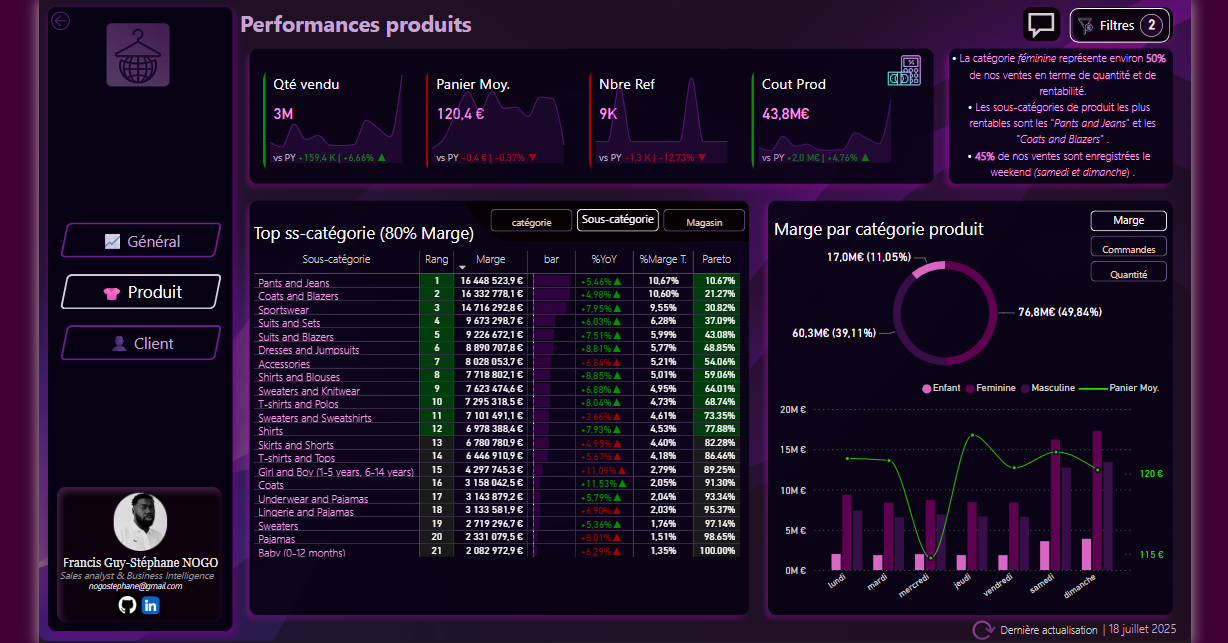 Performances produits
Filtres 2
Qté vendu
3M
vs PY +159,4 K | +6,66% ▲
Panier Moy.
120,4 €
vs PY -0,4 € | -0,37% ▼
Nbre Ref
9K
vs PY -1,3 K | -12,73% ▼
Cout Prod
43,8M€
vs PY +2,0 M€ | +4,76% ▲
• La catégorie féminine représente environ 50%
de nos ventes en terme de quantité et de
rentabilité.
• Les sous-catégories de produit les plus
rentables sont les "Pants and Jeans" et les
"Coats and Blazers" .
• 45% de nos ventes sont enregistrées le
weekend (samedi et dimanche) .
Général
Produit
Client
Francis Guy-Stéphane NOGO
Sales analyst & Business Intelligence
nogostephane@gmail.com
Top ss-catégorie (80% Marge)
catégorie
Sous-catégorie
Magasin
Sous-catégorie Rang Marge bar %YoY %Marge T. Pareto
Pants and Jeans 1 16 448 523,9 € +5,46% ▲ 10,67% 10.67%
Coats and Blazers 2 16 332 778,1 € +4,98% ▲ 10,60% 21.27%
Sportswear 3 14 716 292,8 € +7,95% ▲ 9,55% 30.82%
Suits and Sets 4 9 673 298,7 € +6,03% ▲ 6,28% 37.09%
Suits and Blazers 5 9 226 672,1 € +7,51% ▲ 5,99% 43.08%
Dresses and Jumpsuits 6 8 890 707,8 € +8,81% ▲ 5,77% 48.85%
Accessories 7 8 028 053,7 € +6,84% ▲ 5,21% 54.06%
Shirts and Blouses 8 7 718 802,1 € +8,85% ▲ 5,01% 59.06%
Sweaters and Knitwear 9 7 623 474,6 € +6,88% ▲ 4,95% 64.01%
T-shirts and Polos 10 7 295 318,5 € +8,04% ▲ 4,73% 68.74%
Sweaters and Sweatshirts 11 7 101 491,1 € +3,66% ▲ 4,61% 73.35%
Shirts 12 6 978 388,4 € +7,93% ▲ 4,53% 77.88%
Skirts and Shorts 13 6 780 780,9 € +4,95% ▲ 4,40% 82.28%
T-shirts and Tops 14 6 446 910,9 € +5,67% ▲ 4,18% 86.46%
Girl and Boy (1-5 years, 6-14 years) 15 4 297 745,3 € +11,09% ▲ 2,79% 89.25%
Coats 16 3 158 042,5 € +11,53% ▲ 2,05% 91.30%
Underwear and Pajamas 17 3 143 879,2 € +5,79% ▲ 2,04% 93.34%
Lingerie and Pajamas 18 3 133 581,9 € +6,90% ▲ 2,03% 95.37%
Sweaters 19 2 719 296,7 € +5,36% ▲ 1,76% 97.14%
Pajamas 20 2 331 079,5 € +8,01% ▲ 1,51% 98.65%
Baby (0-12 months) 21 2 082 972,9 € +6,29% ▲ 1,35% 100.00%
Marge par catégorie produit
Marge
Commandes
Quantité
17,0M€ (11,05%)
76,8M€ (49,84%)
60,3M€ (39,11%)
Enfant Feminine Masculine Panier Moy.
20M €
15M €
10M €
5M €
0M €
120 €
115 €
lundi mardi mercredi jeudi vendredi samedi dimanche
Dernière actualisation | 18 juillet 2025
in